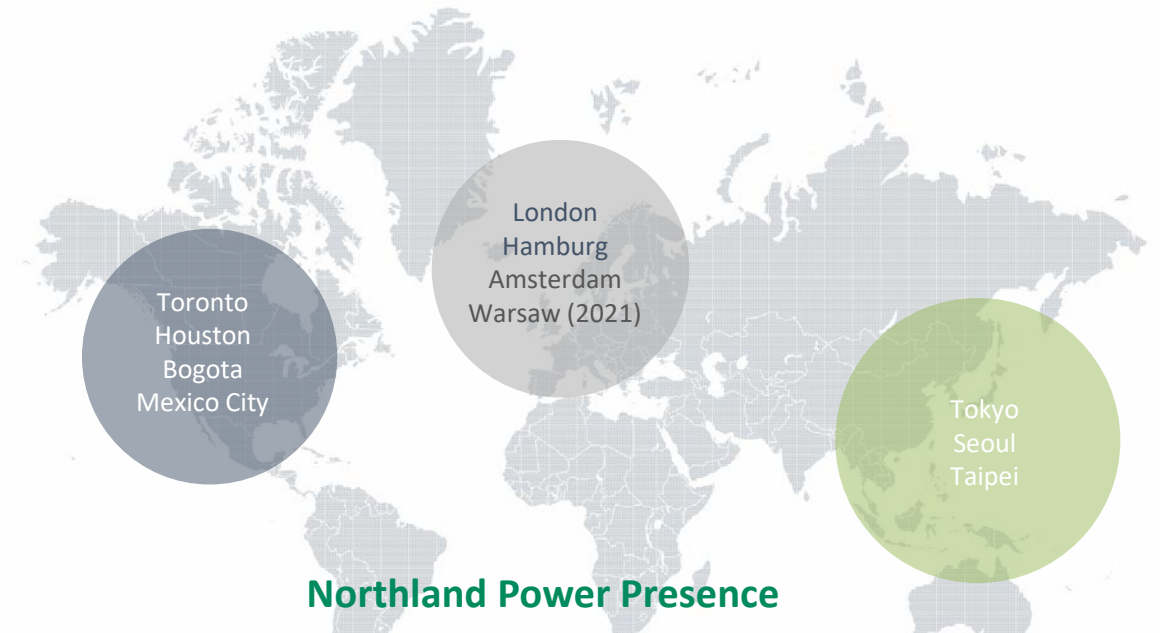 Toronto
Houston
Bogota
Mexico City
London
Hamburg
Amsterdam
Warsaw (2021)
Tokyo
Seoul
Taipei
Northland Power Presence